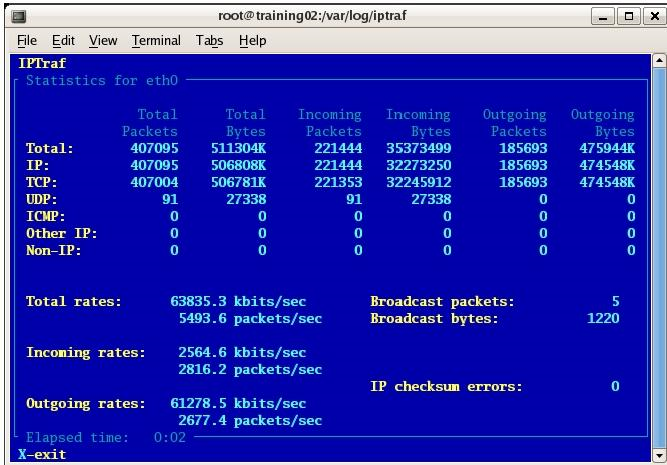 root@training02:/var/log/iptraf
File Edit View Terminal Tabs Help
IPTraf
Statistics for eth0
Total Total Incoming Incoming Outgoing Outgoing
Packets Bytes Packets Bytes Packets Bytes
Total: 407095 511304K 221444 35373499 185693 475944K
IP: 407095 506808K 221444 32273250 185693 474548K
TCP: 407004 506781K 221353 32245912 185693 474548K
UDP: 91 27338 91 27338 0 0
ICMP: 0 0 0 0 0 0
Other IP: 0 0 0 0 0 0
Non-IP: 0 0 0 0 0 0
Total rates: 63835.3 kbits/sec Broadcast packets: 5
5493.6 packets/sec Broadcast bytes: 1220
Incoming rates: 2564.6 kbits/sec
2816.2 packets/sec
IP checksum errors: 0
Outgoing rates: 61278.5 kbits/sec
2677.4 packets/sec
Elapsed time: 0:02
X-exit